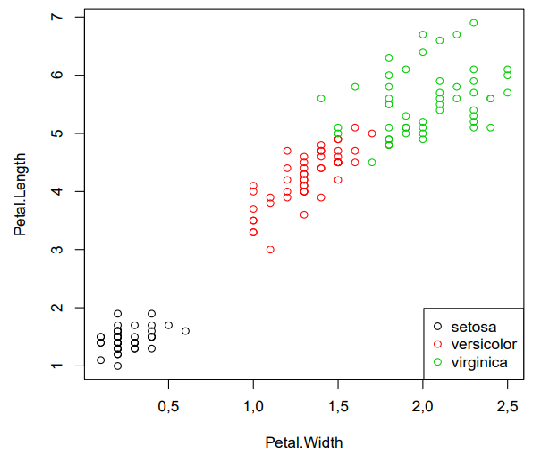 7
6
5
4
3
2
1
Petal.Length
setosa
versicolor
virginica
0,5 1,0 1,5 2,0 2,5
Petal.Width